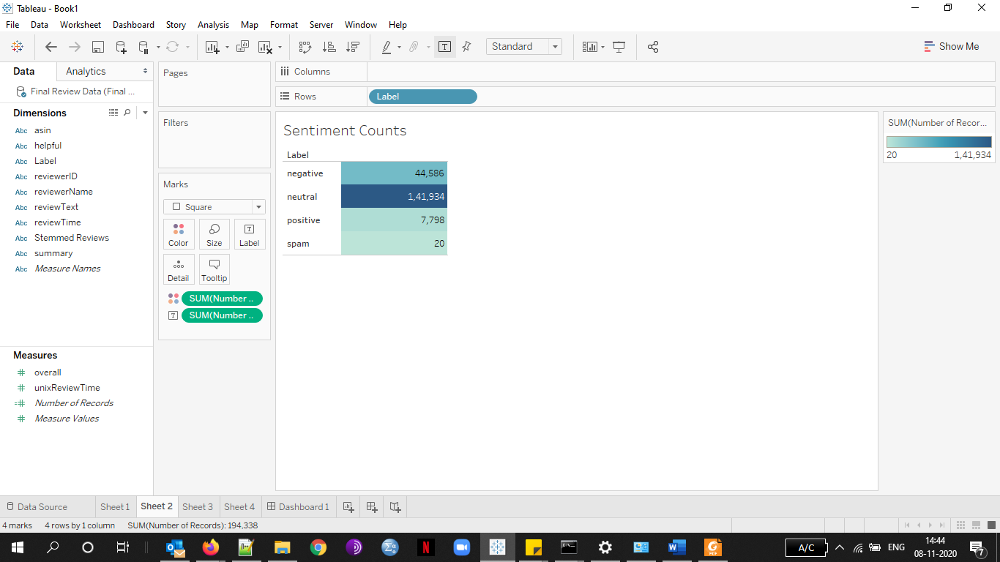 Tableau - Book1
File Data Worksheet Dashboard Story Analysis Map Format Server Window Help
Standard
Show Me
Data Analytics
Final Review Data (Final ...
Dimensions
Abc asin
Abc helpful
Abc Label
Abc reviewerID
Abc reviewerName
Abc reviewText
Abc reviewTime
Abc Stemmed Reviews
Abc summary
Abc Measure Names
Measures
overall
unixReviewTime
Number of Records
Measure Values
Pages
Filters
Marks
Square
Color Size Label
Detail Tooltip
SUM(Number ..
SUM(Number ..
Columns
Rows Label
Sentiment Counts
Label
negative 44,586
neutral 1,41,934
positive 7,798
spam 20
SUM(Number of Recor...
20 1,41,934
Data Source Sheet 1 Sheet 2 Sheet 3 Sheet 4 Dashboard 1
4 marks 4 rows by 1 column SUM(Number of Records): 194,338
A/C ENG 14:44
08-11-2020 7